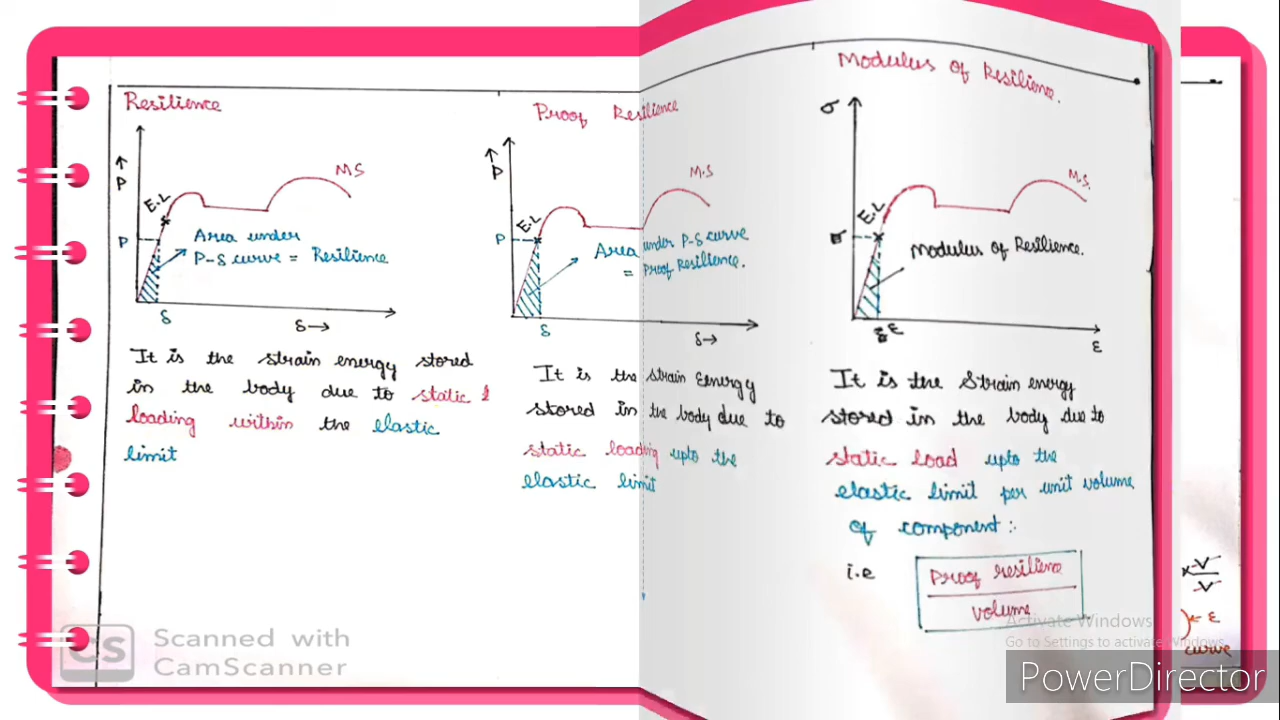 Resilience
↑
P
E.L
MS
P
Area under
P-δ curve = Resilience
δ
δ→
It is the strain energy stored
in the body due to static l
loading within the elastic
limit
Proof Resilience
↑
P
E.L
M.S
P
Area under P-δ curve
= Proof Resilience.
δ
δ→
It is the strain Eenergy
stored in the body due to
static loading upto the
elastic limit
Modulus of Resilience.
σ
E.L
M.S.
σ
Modulus of Resilience.
ε
ε
It is the Strain energy
stored in the body due to
static load upto the
elastic limit per unit volume
of component:
i.e
Proof resilience
volume
×V
V
← ε
curve
CS
Scanned with
CamScanner
Activate Windows
Go to Settings to activate Windows.
PowerDirector